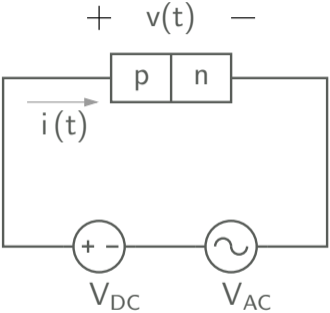 + v(t) −
p n
i(t)
+ -
V_DC V_AC